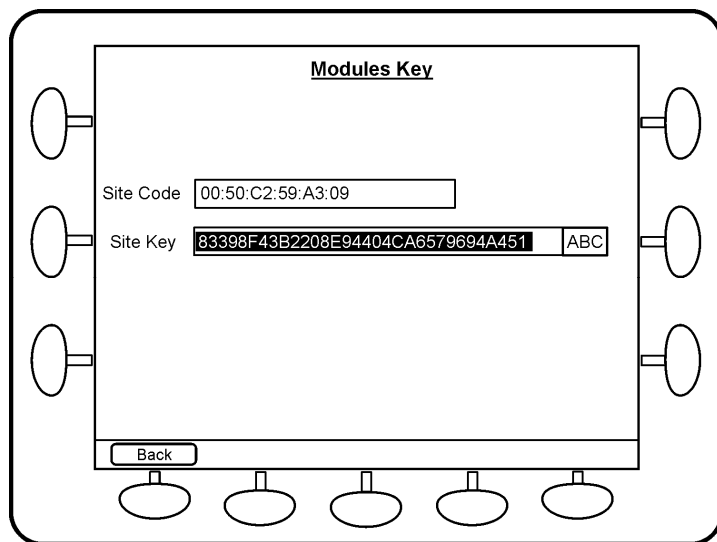 Modules Key
Site Code 00:50:C2:59:A3:09
Site Key 83398F43B2208E94404CA6579694A451 ABC
Back